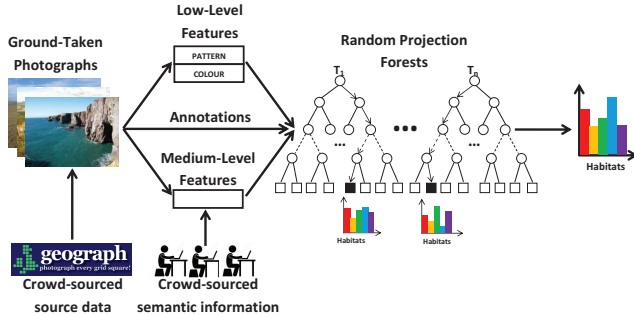 Ground-Taken
Photographs
Low-Level
Features
PATTERN
COLOUR
Annotations
Medium-Level
Features
Random Projection
Forests
T1
Tn
...
...
...
Habitats
Habitats
Habitats
geograph
photograph every grid square!
Crowd-sourced
source data
Crowd-sourced
semantic information